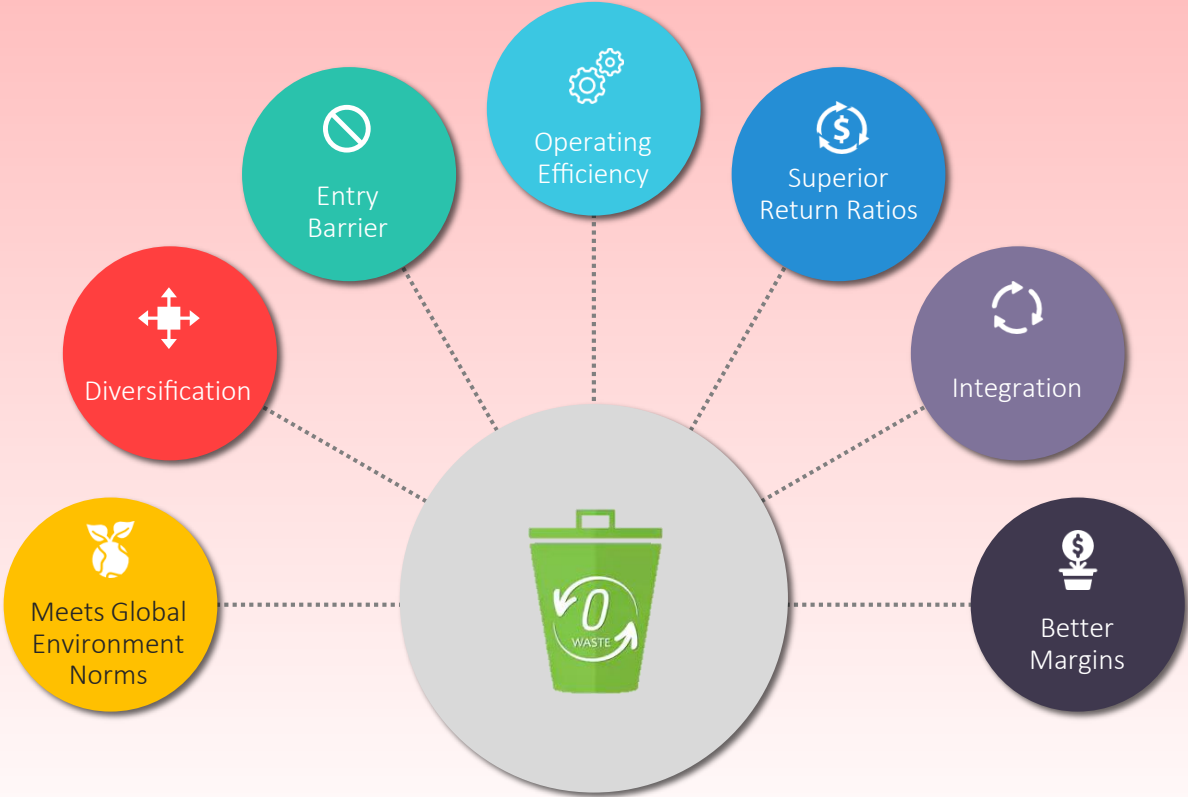 Operating
Efficiency
Entry
Barrier
Superior
Return Ratios
Diversification
Integration
Meets Global
Environment
Norms
Better
Margins
0
WASTE
$
$